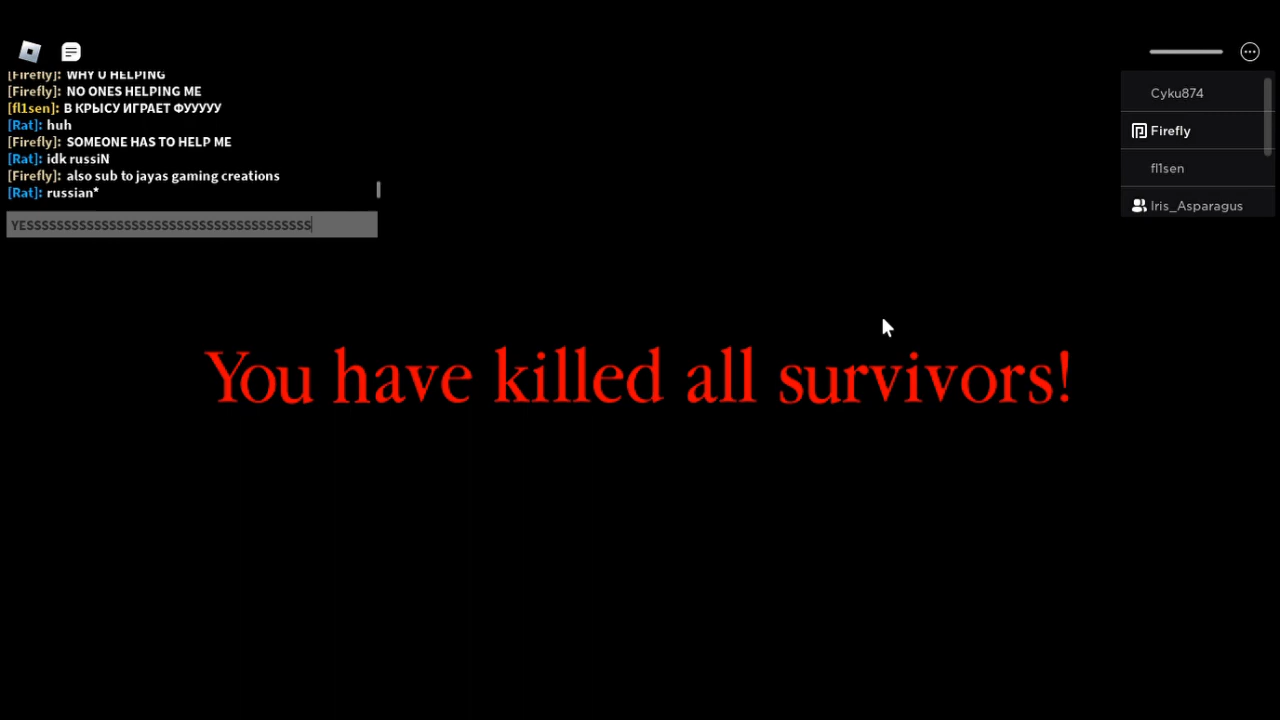 [Firefly]: WHY U HELPING
[Firefly]: NO ONES HELPING ME
[fl1sen]: В КРЫСУ ИГРАЕТ ФУУУУУ
[Rat]: huh
[Firefly]: SOMEONE HAS TO HELP ME
[Rat]: idk russiN
[Firefly]: also sub to jayas gaming creations
[Rat]: russian*
YESSSSSSSSSSSSSSSSSSSSSSSSSSSSSSSSSSSSSS
Cyku874
Firefly
fl1sen
Iris_Asparagus
You have killed all survivors!